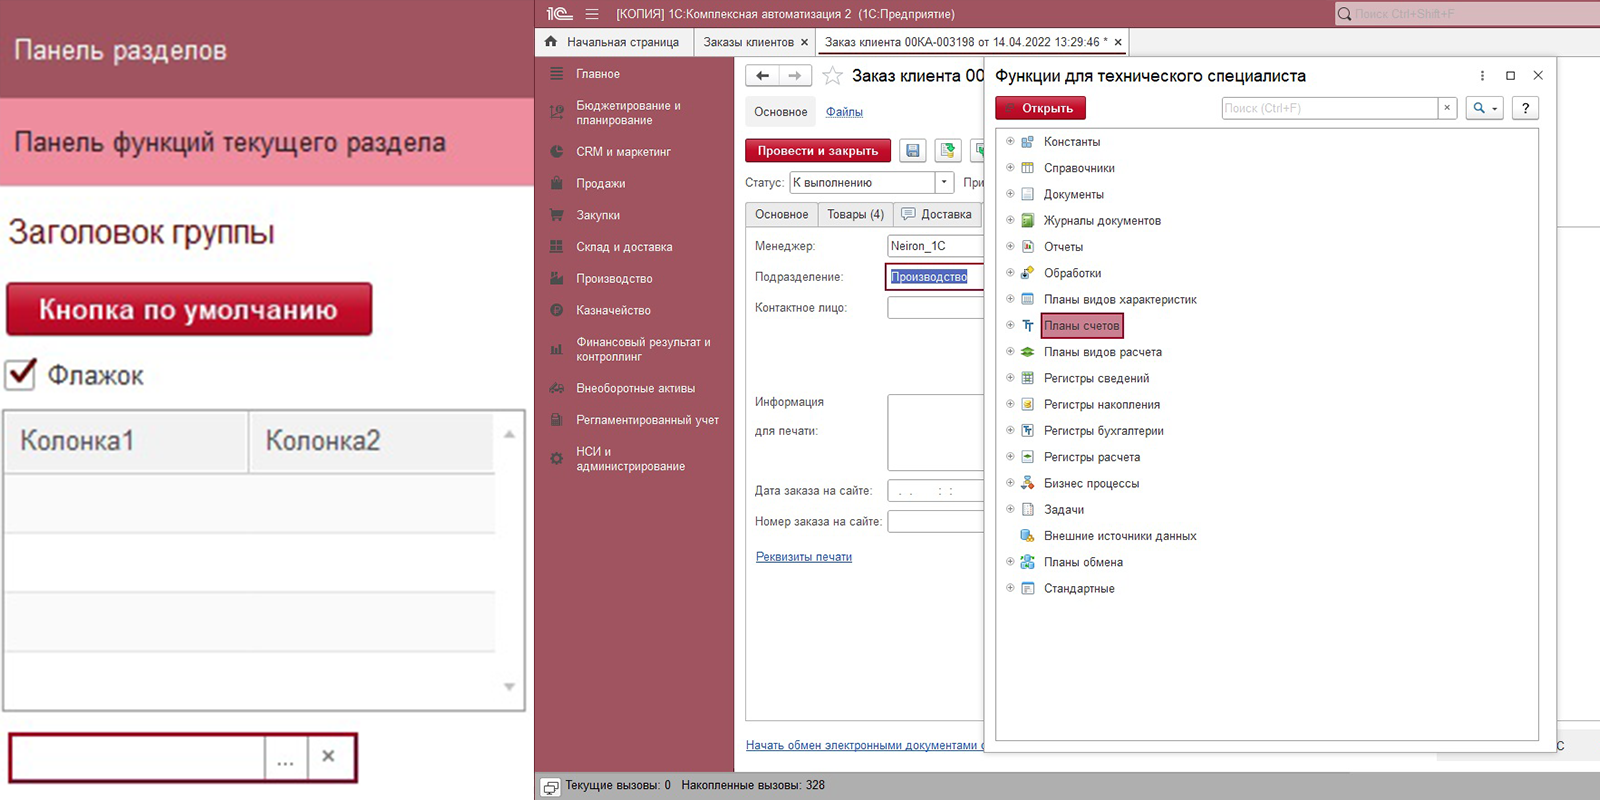 Панель разделов
Панель функций текущего раздела
Заголовок группы
Кнопка по умолчанию
Флажок
Колонка1 Колонка2
...
1С [КОПИЯ] 1С:Комплексная автоматизация 2 (1С:Предприятие)
Поиск Ctrl+Shift+F
Начальная страница Заказы клиентов × Заказ клиента 00КА-003198 от 14.04.2022 13:29:46 * ×
Главное
Бюджетирование и
планирование
CRM и маркетинг
Продажи
Закупки
Склад и доставка
Производство
Казначейство
Финансовый результат и
контроллинг
Внеоборотные активы
Регламентированный учет
НСИ и
администрирование
Заказ клиента 00
Основное Файлы
Провести и закрыть
Статус: К выполнению При
Основное Товары (4) Доставка
Менеджер: Neiron_1C
Подразделение: Производство
Контактное лицо:
Информация
для печати:
Дата заказа на сайте: . . : :
Номер заказа на сайте:
Реквизиты печати
Начать обмен электронными документами с
Функции для технического специалиста
Открыть Поиск (Ctrl+F) × ?
Константы
Справочники
Документы
Журналы документов
Отчеты
Обработки
Планы видов характеристик
Планы счетов
Планы видов расчета
Регистры сведений
Регистры накопления
Регистры бухгалтерии
Регистры расчета
Бизнес процессы
Задачи
Внешние источники данных
Планы обмена
Стандартные
С
Текущие вызовы: 0 Накопленные вызовы: 328